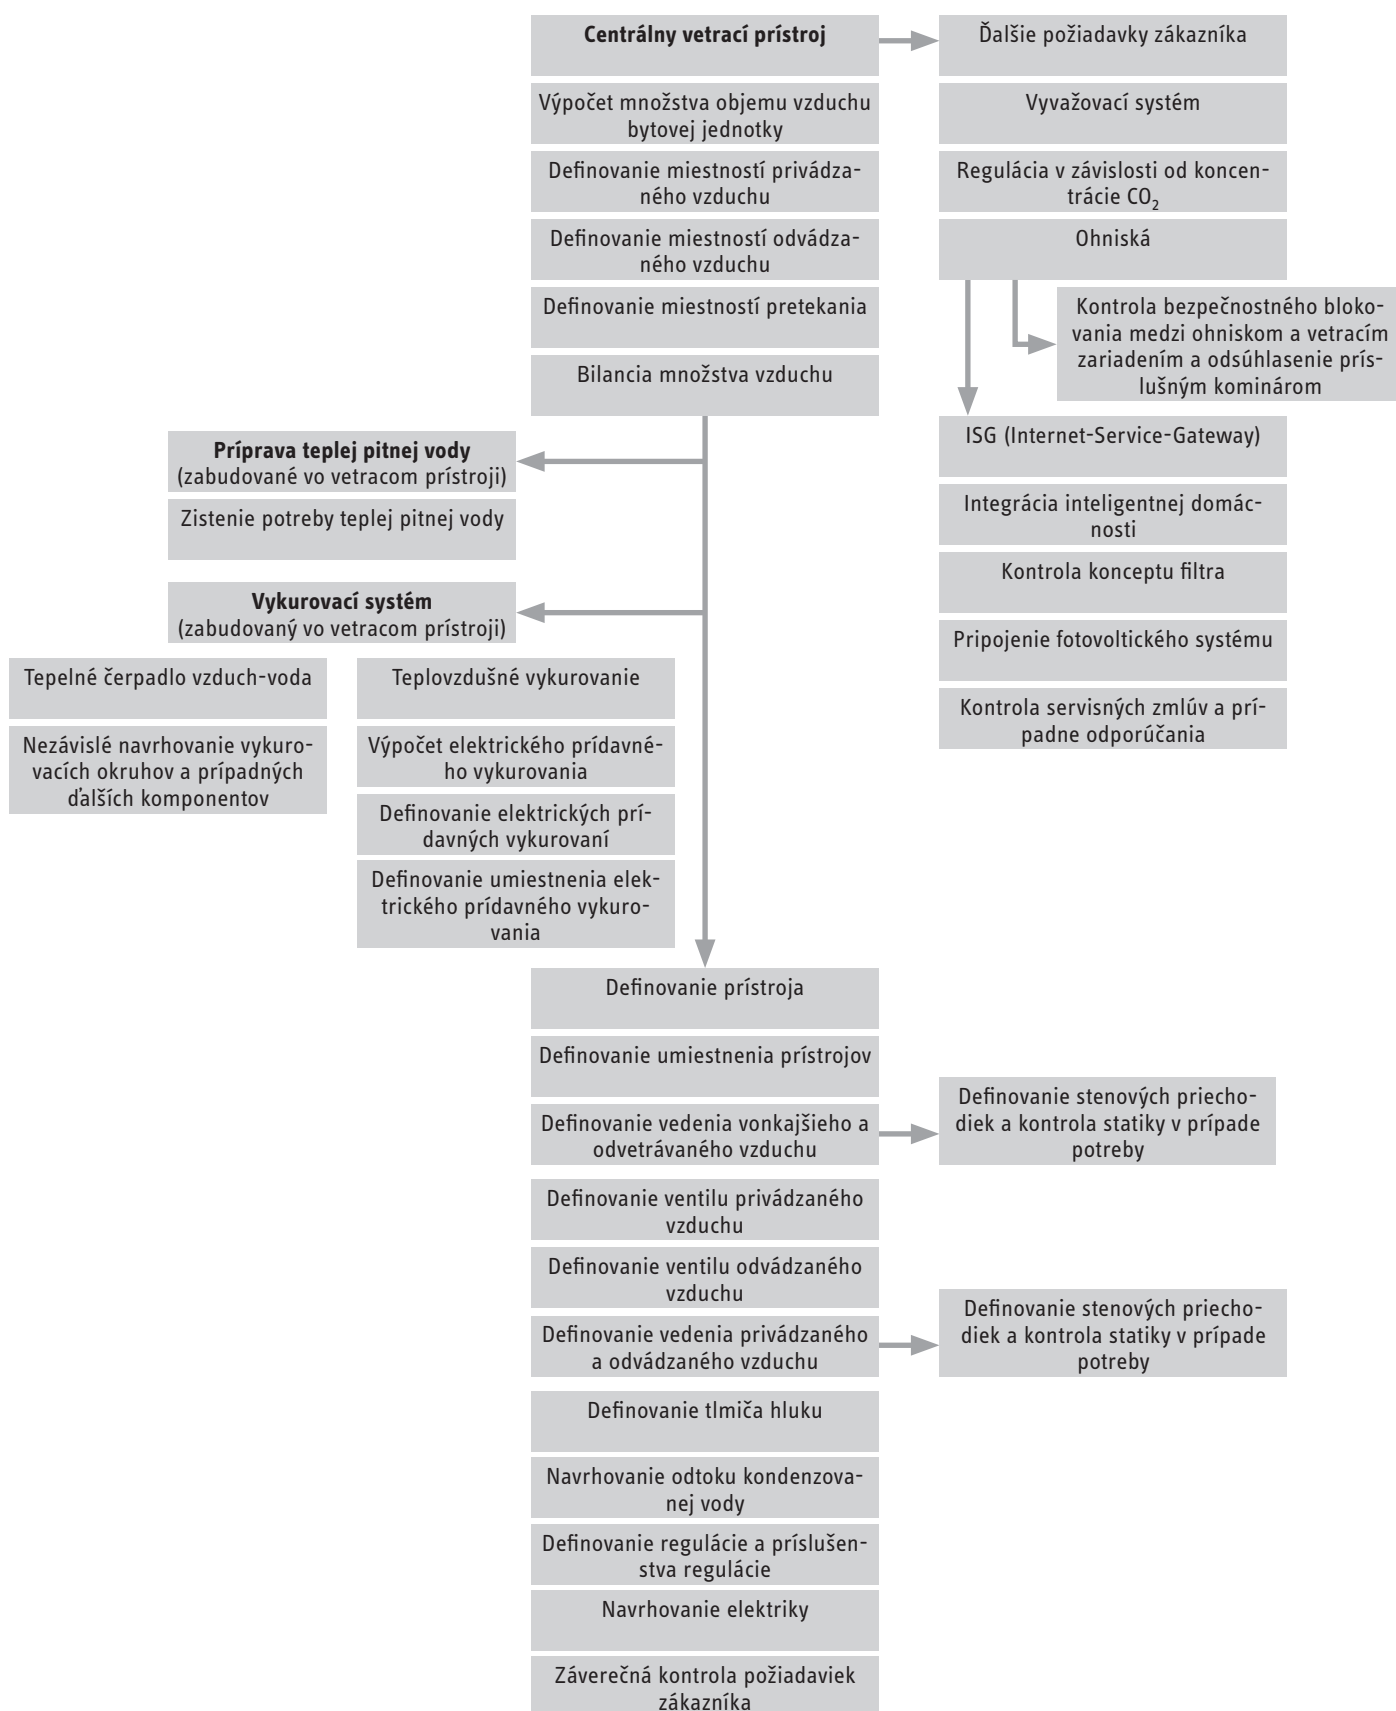 Centrálny vetrací prístroj
Výpočet množstva objemu vzduchu
bytovej jednotky
Definovanie miestností privádza-
ného vzduchu
Definovanie miestností odvádza-
ného vzduchu
Definovanie miestností pretekania
Bilancia množstva vzduchu
Ďalšie požiadavky zákazníka
Vyvažovací systém
Regulácia v závislosti od koncen-
trácie CO₂
Ohniská
Kontrola bezpečnostného bloko-
vania medzi ohniskom a vetracím
zariadením a odsúhlasenie prís-
lušným kominárom
ISG (Internet-Service-Gateway)
Integrácia inteligentnej domác-
nosti
Kontrola konceptu filtra
Pripojenie fotovoltického systému
Kontrola servisných zmlúv a prí-
padne odporúčania
Príprava teplej pitnej vody
(zabudované vo vetracom prístroji)
Zistenie potreby teplej pitnej vody
Vykurovací systém
(zabudovaný vo vetracom prístroji)
Tepelné čerpadlo vzduch-voda
Nezávislé navrhovanie vykuro-
vacích okruhov a prípadných
ďalších komponentov
Teplovzdušné vykurovanie
Výpočet elektrického prídavné-
ho vykurovania
Definovanie elektrických prí-
davných vykurovaní
Definovanie umiestnenia elek-
trického prídavného vykuro-
vania
Definovanie prístroja
Definovanie umiestnenia prístrojov
Definovanie vedenia vonkajšieho a
odvetrávaného vzduchu
Definovanie stenových priecho-
diek a kontrola statiky v prípade
potreby
Definovanie ventilu privádzaného
vzduchu
Definovanie ventilu odvádzaného
vzduchu
Definovanie vedenia privádzaného
a odvádzaného vzduchu
Definovanie stenových priecho-
diek a kontrola statiky v prípade
potreby
Definovanie tlmiča hluku
Navrhovanie odtoku kondenzova-
nej vody
Definovanie regulácie a príslušen-
stva regulácie
Navrhovanie elektriky
Záverečná kontrola požiadaviek
zákazníka